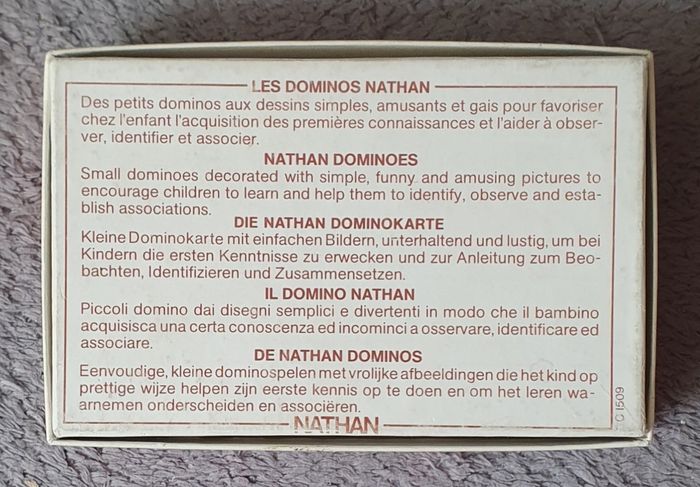 LES DOMINOS NATHAN
Des petits dominos aux dessins simples, amusants et gais pour favoriser
chez l'enfant l'acquisition des premières connaissances et l'aider à obser-
ver, identifier et associer.
NATHAN DOMINOES
Small dominoes decorated with simple, funny and amusing pictures to
encourage children to learn and help them to identify, observe and esta-
blish associations.
DIE NATHAN DOMINOKARTE
Kleine Dominokarte mit einfachen Bildern, unterhaltend und lustig, um bei
Kindern die ersten Kenntnisse zu erwecken und zur Anleitung zum Beo-
bachten, Identifizieren und Zusammensetzen.
IL DOMINO NATHAN
Piccoli domino dai disegni semplici e divertenti in modo che il bambino
acquisisca una certa conoscenza ed incominci a osservare, identificare ed
associare.
DE NATHAN DOMINOS
Eenvoudige, kleine dominospelen met vrolijke afbeeldingen die het kind op
prettige wijze helpen zijn eerste kennis op te doen en om het leren wa-
arnemen onderscheiden en associëren.
NATHAN
C 1509